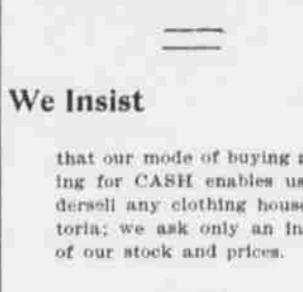 We Insist
that our mode of buying a
ing for CASH enables us
dersell any clothing house
toria; we ask only an in
of our stock and prices.